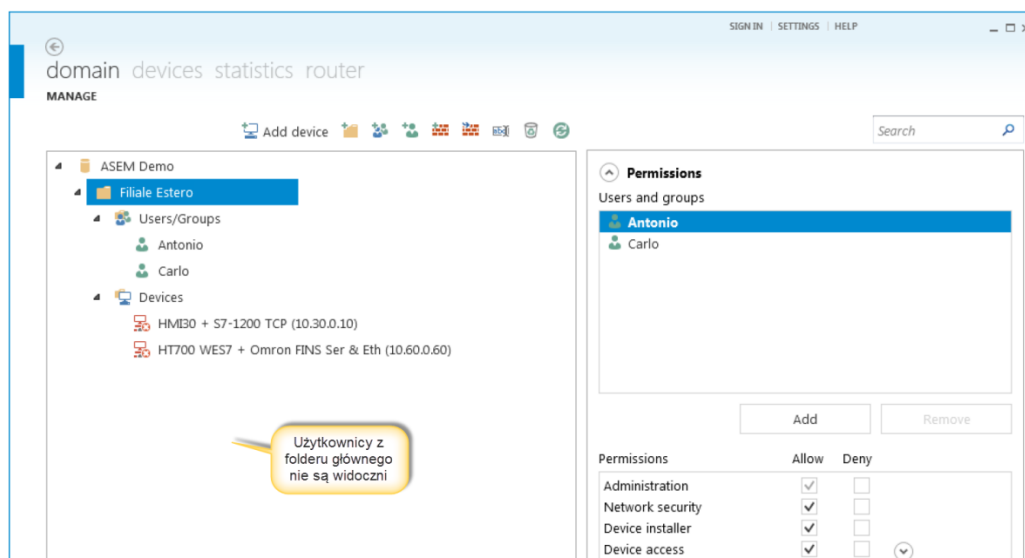 SIGN IN | SETTINGS | HELP
domain devices statistics router
MANAGE
Add device
Search
ASEM Demo
Filiale Estero
Users/Groups
Antonio
Carlo
Devices
HMI30 + S7-1200 TCP (10.30.0.10)
HT700 WES7 + Omron FINS Ser & Eth (10.60.0.60)
Użytkownicy z
folderu głównego
nie są widoczni
Permissions
Users and groups
Antonio
Carlo
Add Remove
Permissions Allow Deny
Administration
Network security
Device installer
Device access